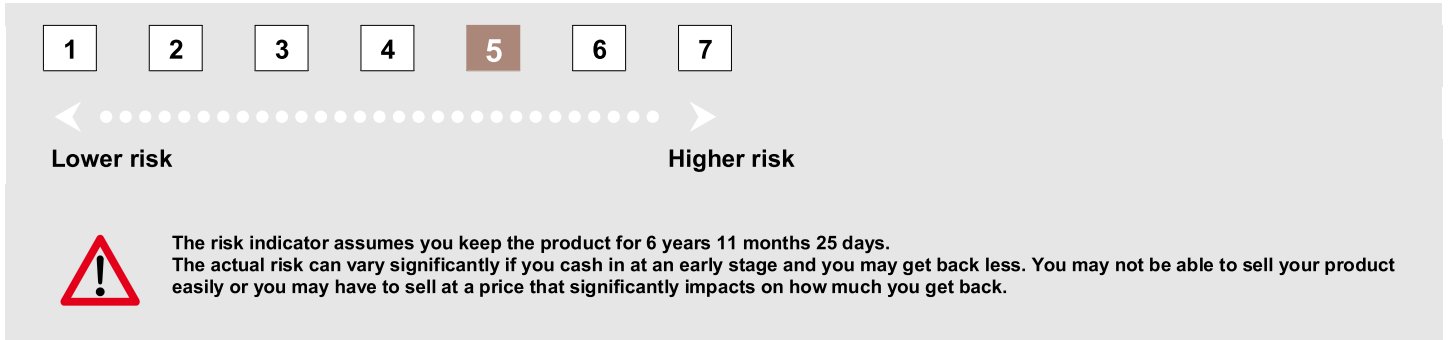 1 2 3 4 5 6 7
Lower risk Higher risk
The risk indicator assumes you keep the product for 6 years 11 months 25 days.
The actual risk can vary significantly if you cash in at an early stage and you may get back less. You may not be able to sell your product
easily or you may have to sell at a price that significantly impacts on how much you get back.